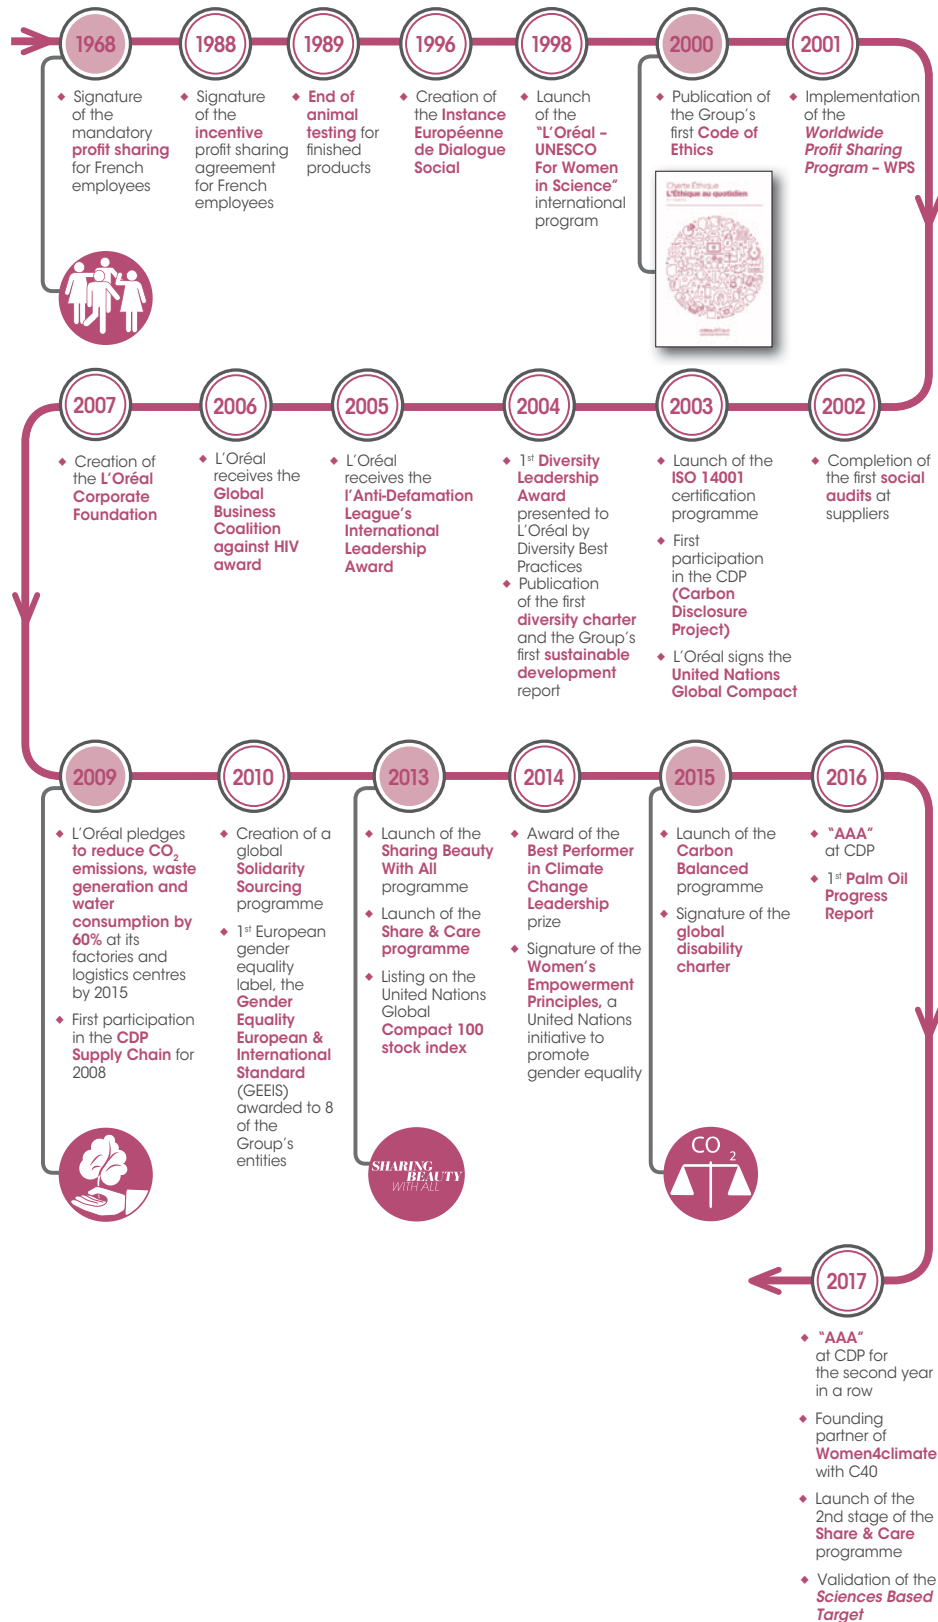 1968
Signature
of the
mandatory
profit sharing
for French
employees
1988
Signature
of the
incentive
profit sharing
agreement
for French
employees
1989
End of
animal
testing for
finished
products
1996
Creation of
the Instance
Européenne
de Dialogue
Social
1998
Launch
of the
"L'Oréal –
UNESCO
For Women
in Science"
international
program
2000
Publication of
the Group's
first Code of
Ethics
Charte Éthique
L'Éthique au quotidien
2001
Implementation
of the
Worldwide
Profit Sharing
Program – WPS
2002
Completion of
the first social
audits at
suppliers
2003
Launch of the
ISO 14001
certification
programme
First
participation
in the CDP
(Carbon
Disclosure
Project)
L'Oréal signs the
United Nations
Global Compact
2004
1st Diversity
Leadership
Award
presented to
L'Oréal by
Diversity Best
Practices
Publication
of the first
diversity charter
and the Group's
first sustainable
development
report
2005
L'Oréal
receives the
l'Anti-Defamation
League's
International
Leadership
Award
2006
L'Oréal
receives the
Global
Business
Coalition
against HIV
award
2007
Creation of
the L'Oréal
Corporate
Foundation
2009
L'Oréal pledges
to reduce CO2
emissions, waste
generation and
water
consumption by
60% at its
factories and
logistics centres
by 2015
First participation
in the CDP
Supply Chain for
2008
2010
Creation of a
global
Solidarity
Sourcing
programme
1st European
gender
equality
label, the
Gender
Equality
European &
International
Standard
(GEEIS)
awarded to 8
of the
Group's
entities
2013
Launch of the
Sharing Beauty
With All
programme
Launch of the
Share & Care
programme
Listing on the
United Nations
Global
Compact 100
stock index
SHARING
BEAUTY
WITH ALL
2014
Award of the
Best Performer
in Climate
Change
Leadership
prize
Signature of the
Women's
Empowerment
Principles, a
United Nations
initiative to
promote
gender equality
2015
Launch of the
Carbon
Balanced
programme
Signature of the
global
disability
charter
CO2
2016
"AAA"
at CDP
1st Palm Oil
Progress
Report
2017
"AAA"
at CDP for
the second year
in a row
Founding
partner of
Women4climate
with C40
Launch of the
2nd stage of the
Share & Care
programme
Validation of the
Sciences Based
Target